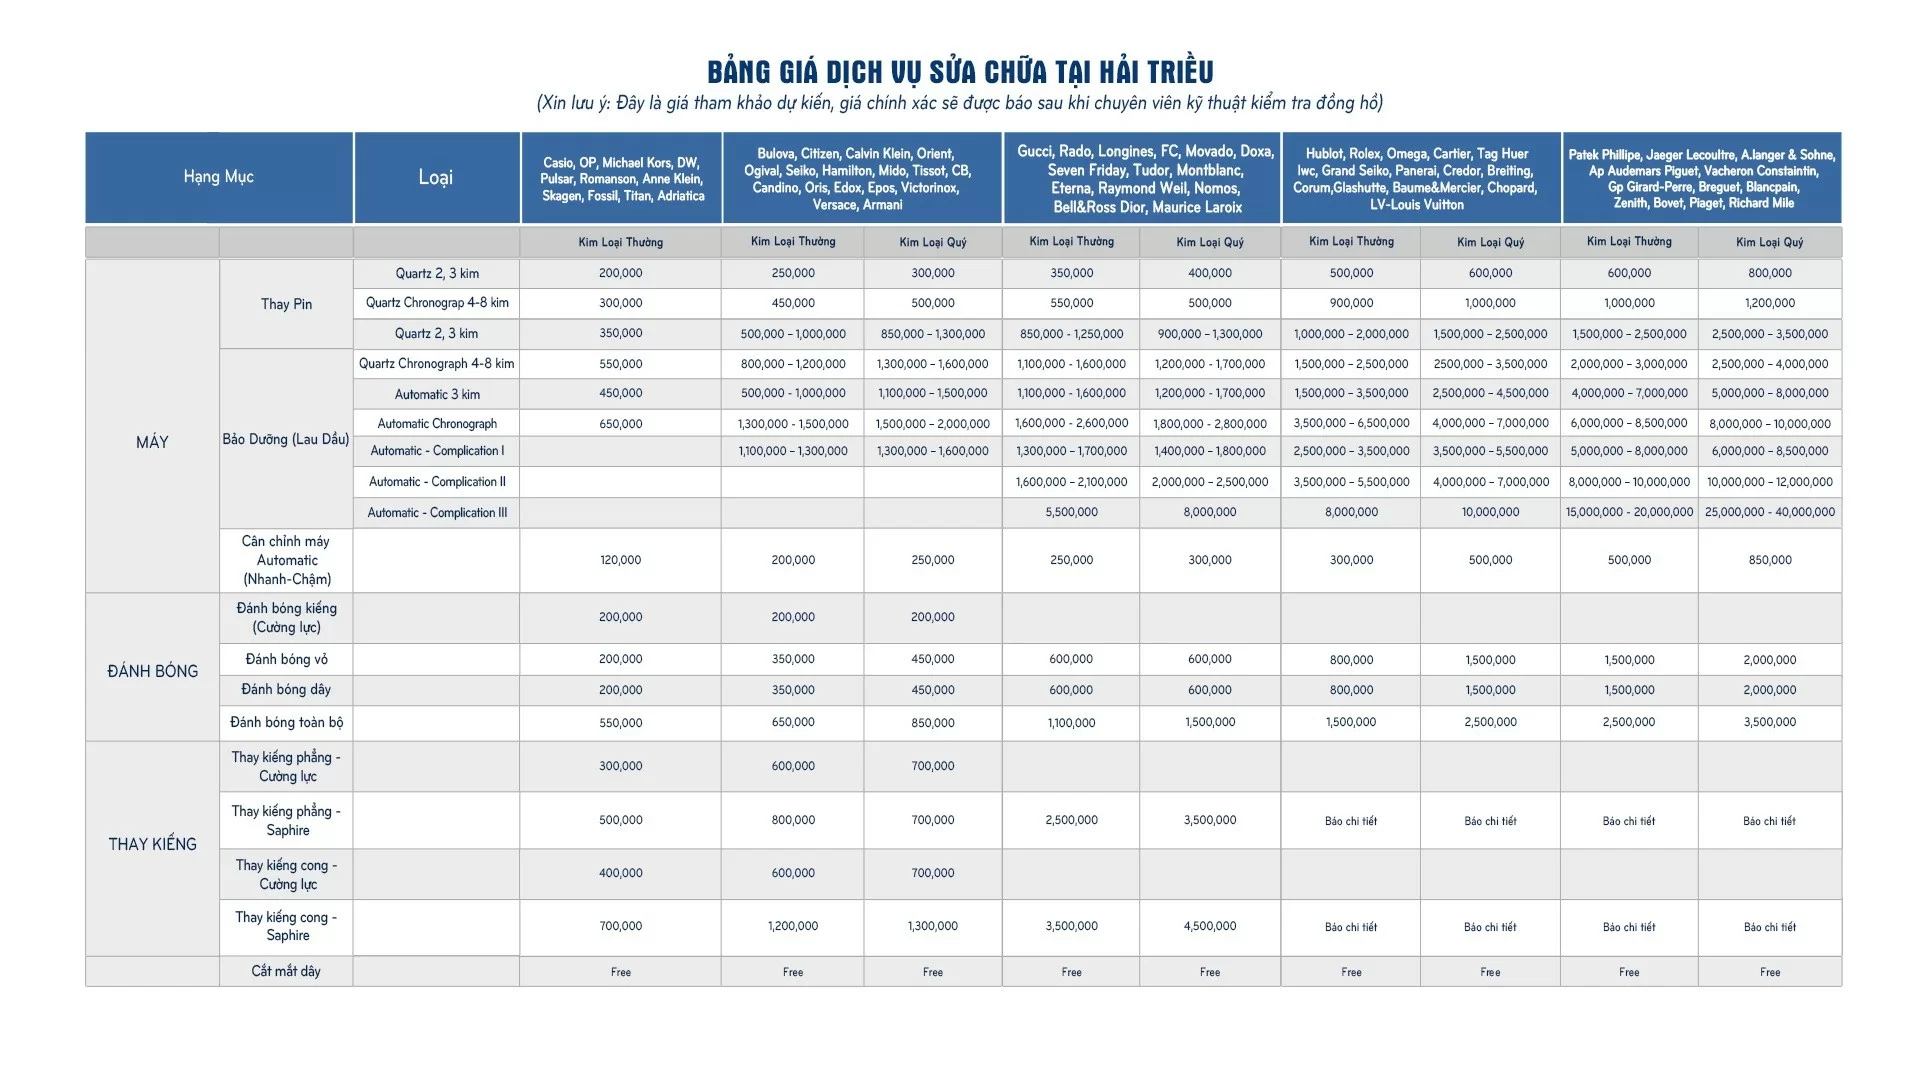 BẢNG GIÁ DỊCH VỤ SỬA CHỮA TẠI HẢI TRIỀU
(Xin lưu ý: Đây là giá tham khảo dự kiến, giá chính xác sẽ được báo sau khi chuyên viên kỹ thuật kiểm tra đồng hồ)
Hạng Mục
Loại
Casio, OP, Michael Kors, DW,
Pulsar, Romanson, Anne Klein,
Skagen, Fossil, Titan, Adriatica
Bulova, Citizen, Calvin Klein, Orient,
Ogival, Seiko, Hamilton, Mido, Tissot, CB,
Candino, Oris, Edox, Epos, Victorinox,
Versace, Armani
Gucci, Rado, Longines, FC, Movado, Doxa,
Seven Friday, Tudor, Montblanc,
Eterna, Raymond Weil, Nomos,
Bell&Ross Dior, Maurice Laroix
Hublot, Rolex, Omega, Cartier, Tag Huer
Iwc, Grand Seiko, Panerai, Credor, Breiting,
Corum,Glashutte, Baume&Mercier, Chopard,
LV-Louis Vuitton
Patek Phillipe, Jaeger Lecoultre, A.langer & Sohne,
Ap Audemars Piguet, Vacheron Constaintin,
Gp Girard-Perre, Breguet, Blancpain,
Zenith, Bovet, Piaget, Richard Mile
Kim Loại Thường Kim Loại Thường Kim Loại Quý Kim Loại Thường Kim Loại Quý Kim Loại Thường Kim Loại Quý Kim Loại Thường Kim Loại Quý
MÁY
Thay Pin
Quartz 2, 3 kim 200,000 250,000 300,000 350,000 400,000 500,000 600,000 600,000 800,000
Quartz Chronograp 4-8 kim 300,000 450,000 500,000 550,000 500,000 900,000 1,000,000 1,000,000 1,200,000
Quartz 2, 3 kim 350,000 500,000 – 1,000,000 850,000 – 1,300,000 850,000 - 1,250,000 900,000 – 1,300,000 1,000,000 – 2,000,000 1,500,000 – 2,500,000 1,500,000 – 2,500,000 2,500,000 – 3,500,000
Bảo Dưỡng (Lau Dầu)
Quartz Chronograph 4-8 kim 550,000 800,000 – 1,200,000 1,300,000 – 1,600,000 1,100,000 - 1,600,000 1,200,000 - 1,700,000 1,500,000 – 2,500,000 2500,000 – 3,500,000 2,000,000 – 3,000,000 2,500,000 – 4,000,000
Automatic 3 kim 450,000 500,000 - 1,000,000 1,100,000 – 1,500,000 1,100,000 - 1,600,000 1,200,000 - 1,700,000 1,500,000 – 3,500,000 2,500,000 – 4,500,000 4,000,000 – 7,000,000 5,000,000 – 8,000,000
Automatic Chronograph 650,000 1,300,000 - 1,500,000 1,500,000 – 2,000,000 1,600,000 - 2,600,000 1,800,000 - 2,800,000 3,500,000 – 6,500,000 4,000,000 – 7,000,000 6,000,000 – 8,500,000 8,000,000 – 10,000,000
Automatic - Complication I 1,100,000 – 1,300,000 1,300,000 – 1,600,000 1,300,000 – 1,700,000 1,400,000 – 1,800,000 2,500,000 – 3,500,000 3,500,000 – 5,500,000 5,000,000 – 8,000,000 6,000,000 – 8,500,000
Automatic - Complication II 1,600,000 – 2,100,000 2,000,000 – 2,500,000 3,500,000 – 5,500,000 4,000,000 – 7,000,000 8,000,000 – 10,000,000 10,000,000 – 12,000,000
Automatic - Complication III 5,500,000 8,000,000 8,000,000 10,000,000 15,000,000 - 20,000,000 25,000,000 - 40,000,000
Cân chỉnh máy
Automatic
(Nhanh-Chậm)
120,000 200,000 250,000 250,000 300,000 300,000 500,000 500,000 850,000
ĐÁNH BÓNG
Đánh bóng kiếng
(Cường lực)
200,000 200,000 200,000
Đánh bóng vỏ 200,000 350,000 450,000 600,000 600,000 800,000 1,500,000 1,500,000 2,000,000
Đánh bóng dây 200,000 350,000 450,000 600,000 600,000 800,000 1,500,000 1,500,000 2,000,000
Đánh bóng toàn bộ 550,000 650,000 850,000 1,100,000 1,500,000 1,500,000 2,500,000 2,500,000 3,500,000
THAY KIẾNG
Thay kiếng phẳng -
Cường lực
300,000 600,000 700,000
Thay kiếng phẳng -
Saphire
500,000 800,000 700,000 2,500,000 3,500,000 Báo chi tiết Báo chi tiết Báo chi tiết Báo chi tiết
Thay kiếng cong -
Cường lực
400,000 600,000 700,000
Thay kiếng cong -
Saphire
700,000 1,200,000 1,300,000 3,500,000 4,500,000 Báo chi tiết Báo chi tiết Báo chi tiết Báo chi tiết
Cắt mắt dây Free Free Free Free Free Free Free Free Free